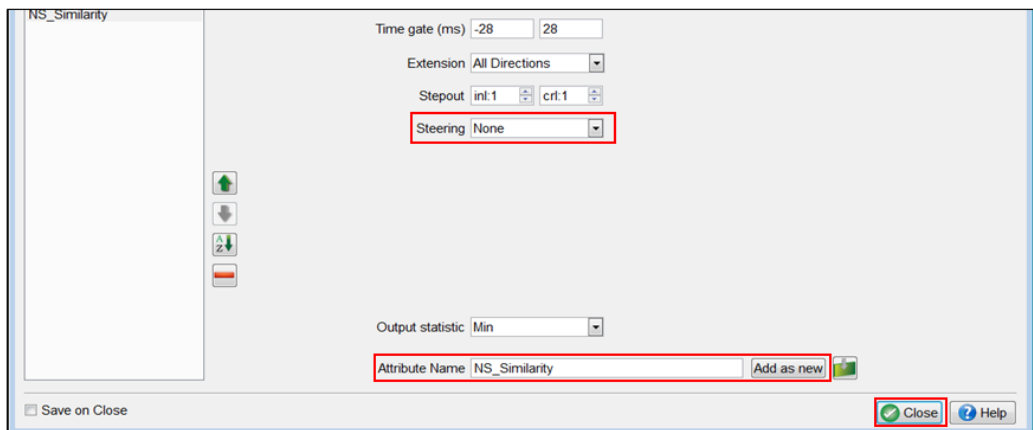 NS_Similarity
Time gate (ms) -28 28
Extension All Directions
Stepout inl:1 crl:1
Steering None
A
Z
Output statistic Min
Attribute Name NS_Similarity Add as new
Save on Close Close ? Help